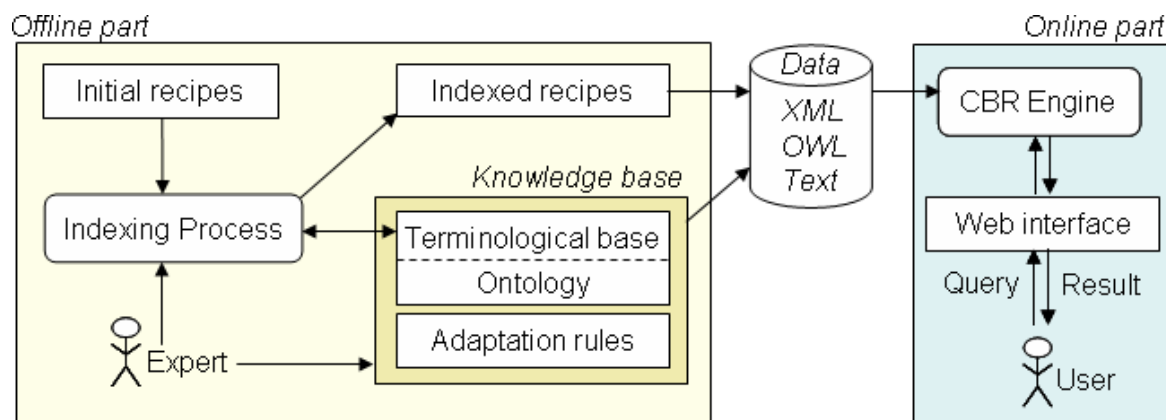 Offline part
Initial recipes
Indexed recipes
Indexing Process
Knowledge base
Terminological base
Ontology
Adaptation rules
Expert
Data
XML
OWL
Text
Online part
CBR Engine
Web interface
Query
Result
User